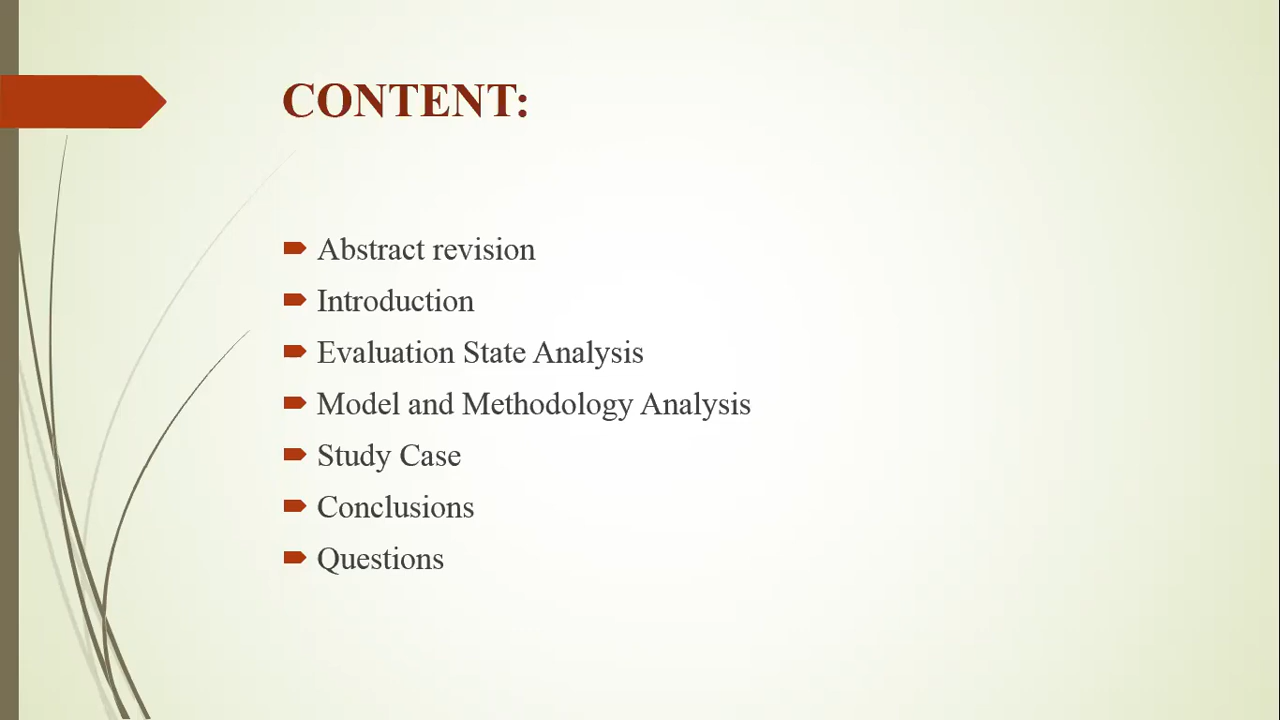 CONTENT:
Abstract revision
Introduction
Evaluation State Analysis
Model and Methodology Analysis
Study Case
Conclusions
Questions